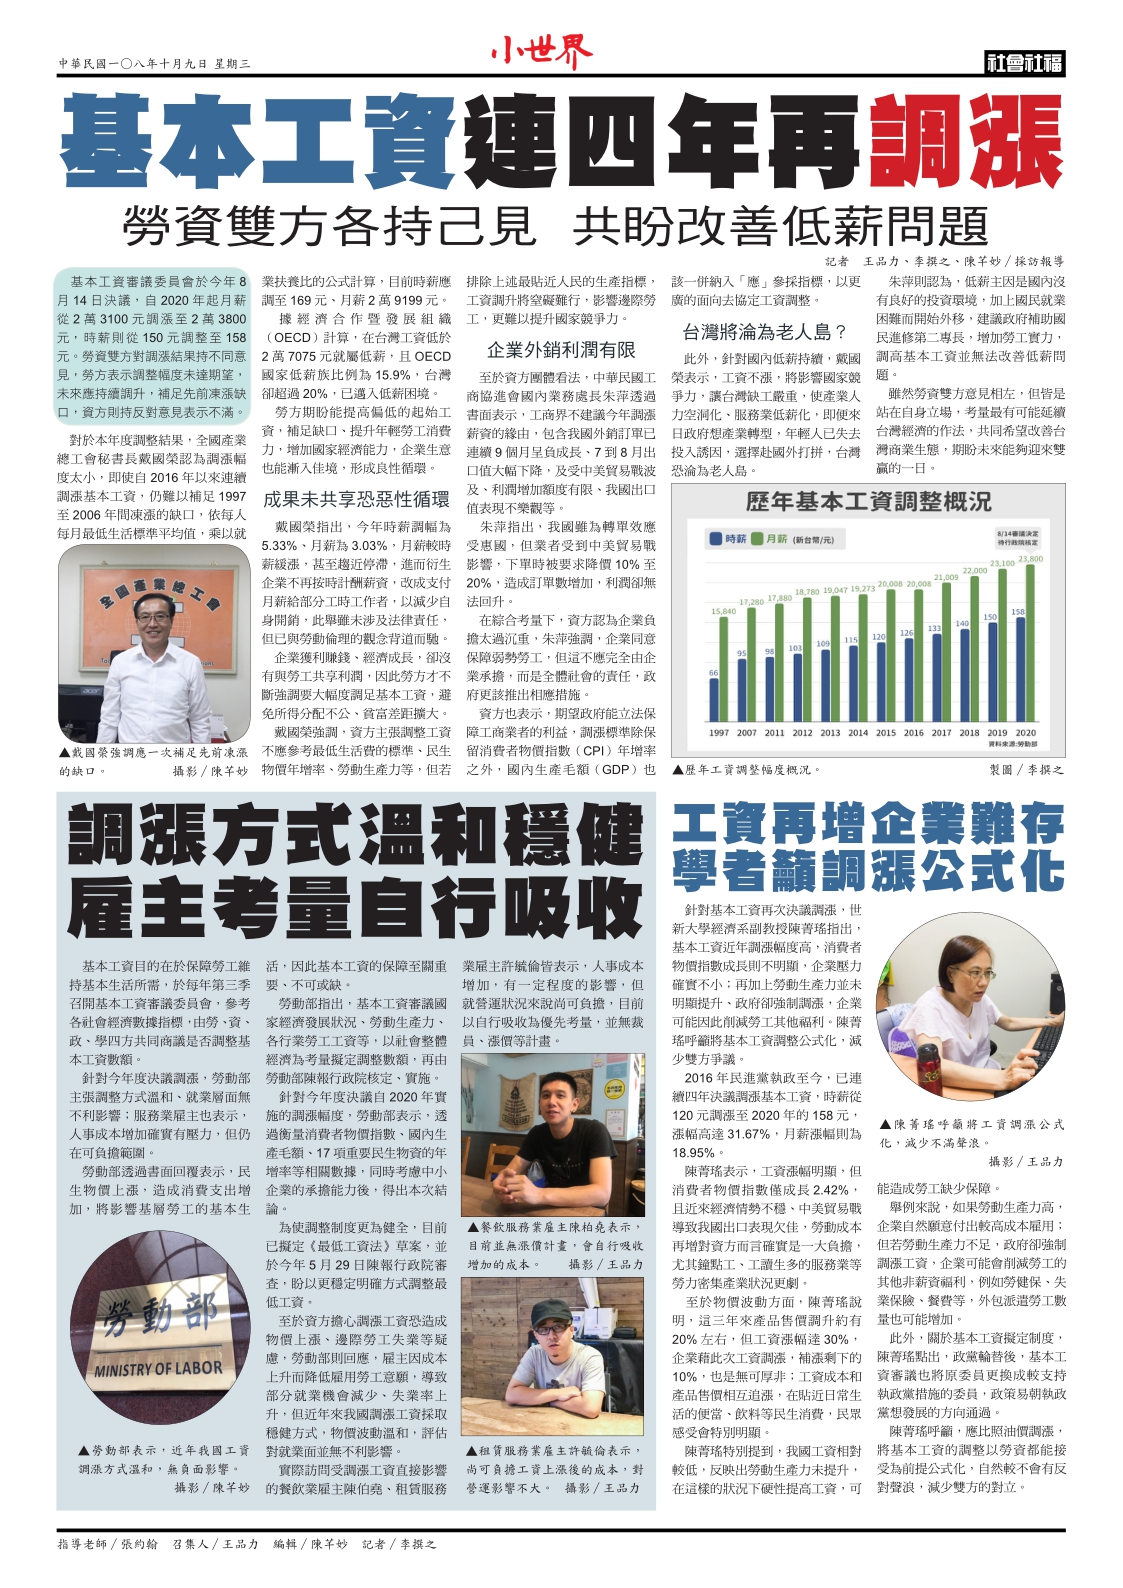 中華民國一〇八年十月九日 星期三
小世界
社會社福
基本工資連四年再調漲
勞資雙方各持己見 共盼改善低薪問題
記者 王品力、李撰之、陳芊妙／採訪報導
基本工資審議委員會於今年 8
月 14 日決議，自 2020 年起月薪
從 2 萬 3100 元調漲至 2 萬 3800
元，時薪則從 150 元調整至 158
元。勞資雙方對調漲結果持不同意
見，勞方表示調整幅度未達期望，
未來應持續調升，補足先前凍漲缺
口，資方則持反對意見表示不滿。
對於本年度調整結果，全國產業
總工會秘書長戴國榮認為調漲幅
度太小，即使自 2016 年以來連續
調漲基本工資，仍難以補足 1997
至 2006 年間凍漲的缺口，依每人
每月最低生活標準平均值，乘以就
全國產業總工會
▲戴國榮強調應一次補足先前凍漲
的缺口。 攝影／陳芊妙
業扶養比的公式計算，目前時薪應
調至 169 元、月薪 2 萬 9199 元。
據經濟合作暨發展組織
（OECD）計算，在台灣工資低於
2 萬 7075 元就屬低薪，且 OECD
國家低薪族比例為 15.9%，台灣
卻超過 20%，已邁入低薪困境。
勞方期盼能提高偏低的起始工
資，補足缺口、提升年輕勞工消費
力，增加國家經濟能力，企業生意
也能漸入佳境，形成良性循環。
成果未共享恐惡性循環
戴國榮指出，今年時薪調幅為
5.33%、月薪為 3.03%，月薪較時
薪緩漲，甚至趨近停滯，進而衍生
企業不再按時計酬薪資，改成支付
月薪給部分工時工作者，以減少自
身開銷，此舉雖未涉及法律責任，
但已與勞動倫理的觀念背道而馳。
企業獲利賺錢、經濟成長，卻沒
有與勞工共享利潤，因此勞方才不
斷強調要大幅度調足基本工資，避
免所得分配不公、貧富差距擴大。
戴國榮強調，資方主張調整工資
不應參考最低生活費的標準、民生
物價年增率、勞動生產力等，但若
排除上述最貼近人民的生產指標，
工資調升將窒礙難行，影響邊際勞
工，更難以提升國家競爭力。
企業外銷利潤有限
至於資方團體看法，中華民國工
商協進會國內業務處長朱萍透過
書面表示，工商界不建議今年調漲
薪資的緣由，包含我國外銷訂單已
連續 9 個月呈負成長、7 到 8 月出
口值大幅下降，及受中美貿易戰波
及、利潤增加額度有限、我國出口
值表現不樂觀等。
朱萍指出，我國雖為轉單效應
受惠國，但業者受到中美貿易戰
影響，下單時被要求降價 10% 至
20%，造成訂單數增加，利潤卻無
法回升。
在綜合考量下，資方認為企業負
擔太過沉重，朱萍強調，企業同意
保障弱勢勞工，但這不應完全由企
業承擔，而是全體社會的責任，政
府更該推出相應措施。
資方也表示，期望政府能立法保
障工商業者的利益，調漲標準除保
留消費者物價指數（CPI）年增率
之外，國內生產毛額（GDP）也
該一併納入「應」參採指標，以更
廣的面向去協定工資調整。
台灣將淪為老人島？
此外，針對國內低薪持續，戴國
榮表示，工資不漲，將影響國家競
爭力，讓台灣缺工嚴重，使產業人
力空洞化、服務業低薪化，即便來
日政府想產業轉型，年輕人已失去
投入誘因，選擇赴國外打拼，台灣
恐淪為老人島。
朱萍則認為，低薪主因是國內沒
有良好的投資環境，加上國民就業
困難而開始外移，建議政府補助國
民進修第二專長，增加勞工實力，
調高基本工資並無法改善低薪問
題。
雖然勞資雙方意見相左，但皆是
站在自身立場，考量最有可能延續
台灣經濟的作法，共同希望改善台
灣商業生態，期盼未來能夠迎來雙
贏的一日。
歷年基本工資調整概況
時薪 月薪 (新台幣/元)
8/14審議決定
待行政院核定
15,840 17,280 17,880 18,780 19,047 19,273 20,008 20,008 21,009 22,000 23,100 23,800
66 95 98 103 109 115 120 126 133 140 150 158
1997 2007 2011 2012 2013 2014 2015 2016 2017 2018 2019 2020
資料來源:勞動部
▲歷年工資調整幅度概況。 製圖／李撰之
調漲方式溫和穩健
雇主考量自行吸收
基本工資目的在於保障勞工維
持基本生活所需，於每年第三季
召開基本工資審議委員會，參考
各社會經濟數據指標，由勞、資、
政、學四方共同商議是否調整基
本工資數額。
針對今年度決議調漲，勞動部
主張調整方式溫和、就業層面無
不利影響；服務業雇主也表示，
人事成本增加確實有壓力，但仍
在可負擔範圍。
勞動部透過書面回覆表示，民
生物價上漲，造成消費支出增
加，將影響基層勞工的基本生
勞動部
MINISTRY OF LABOR
▲勞動部表示，近年我國工資
調漲方式溫和，無負面影響。
攝影／陳芊妙
活，因此基本工資的保障至關重
要、不可或缺。
勞動部指出，基本工資審議國
家經濟發展狀況、勞動生產力、
各行業勞工工資等，以社會整體
經濟為考量擬定調整數額，再由
勞動部陳報行政院核定、實施。
針對今年度決議自 2020 年實
施的調漲幅度，勞動部表示，透
過衡量消費者物價指數、國內生
產毛額、17 項重要民生物資的年
增率等相關數據，同時考慮中小
企業的承擔能力後，得出本次結
論。
為使調整制度更為健全，目前
已擬定《最低工資法》草案，並
於今年 5 月 29 日陳報行政院審
查，盼以更穩定明確方式調整最
低工資。
至於資方擔心調漲工資恐造成
物價上漲、邊際勞工失業等疑
慮，勞動部則回應，雇主因成本
上升而降低雇用勞工意願，導致
部分就業機會減少、失業率上
升，但近年來我國調漲工資採取
穩健方式，物價波動溫和，評估
對就業面並無不利影響。
實際訪問受調漲工資直接影響
的餐飲業雇主陳伯堯、租賃服務
業雇主許毓倫皆表示，人事成本
增加，有一定程度的影響，但
就營運狀況來說尚可負擔，目前
以自行吸收為優先考量，並無裁
員、漲價等計畫。
▲餐飲服務業雇主陳柏堯表示，
目前並無漲價計畫，會自行吸收
增加的成本。 攝影／王品力
▲租賃服務業雇主許毓倫表示，
尚可負擔工資上漲後的成本，對
營運影響不大。 攝影／王品力
工資再增企業難存
學者籲調漲公式化
針對基本工資再次決議調漲，世
新大學經濟系副教授陳菁瑤指出，
基本工資近年調漲幅度高，消費者
物價指數成長則不明顯，企業壓力
確實不小；再加上勞動生產力並未
明顯提升、政府卻強制調漲，企業
可能因此削減勞工其他福利。陳菁
瑤呼籲將基本工資調整公式化，減
少雙方爭議。
2016 年民進黨執政至今，已連
續四年決議調漲基本工資，時薪從
120 元調漲至 2020 年的 158 元，
漲幅高達 31.67%，月薪漲幅則為
18.95%。
陳菁瑤表示，工資漲幅明顯，但
消費者物價指數僅成長 2.42%，
且近來經濟情勢不穩、中美貿易戰
導致我國出口表現欠佳，勞動成本
再增對資方而言確實是一大負擔，
尤其鐘點工、工讀生多的服務業等
勞力密集產業狀況更劇。
至於物價波動方面，陳菁瑤說
明，這三年來產品售價調升約有
20% 左右，但工資漲幅達 30%，
企業藉此次工資調漲，補漲剩下的
10%，也是無可厚非；工資成本和
產品售價相互追漲，在貼近日常生
活的便當、飲料等民生消費，民眾
感受會特別明顯。
陳菁瑤特別提到，我國工資相對
較低，反映出勞動生產力未提升，
在這樣的狀況下硬性提高工資，可
▲陳菁瑤呼籲將工資調漲公式
化，減少不滿聲浪。
攝影／王品力
能造成勞工缺少保障。
舉例來說，如果勞動生產力高，
企業自然願意付出較高成本雇用；
但若勞動生產力不足，政府卻強制
調漲工資，企業可能會削減勞工的
其他非薪資福利，例如勞健保、失
業保險、餐費等，外包派遣勞工數
量也可能增加。
此外，關於基本工資擬定制度，
陳菁瑤點出，政黨輪替後，基本工
資審議也將原委員更換成較支持
執政黨措施的委員，政策易朝執政
黨想發展的方向通過。
陳菁瑤呼籲，應比照油價調漲，
將基本工資的調整以勞資都能接
受為前提公式化，自然較不會有反
對聲浪，減少雙方的對立。
指導老師／張約翰 召集人／王品力 編輯／陳芊妙 記者／李撰之